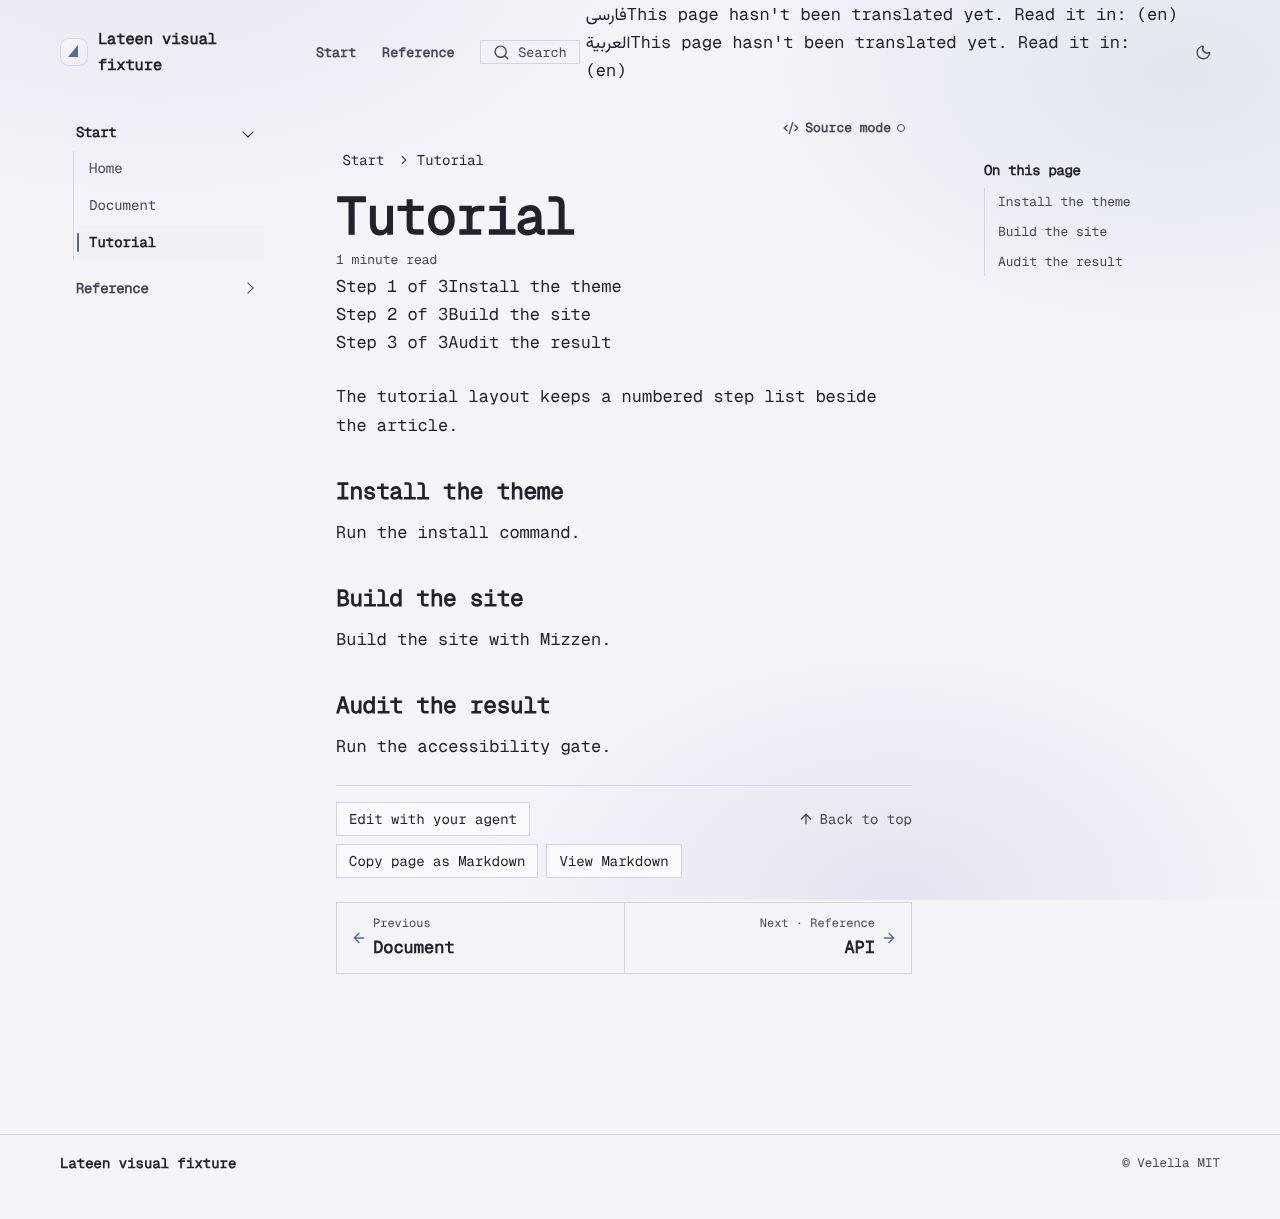 Lateen visual
fixture
Start
Reference
Search
فارسیThis page hasn't been translated yet. Read it in: (en)
العربيةThis page hasn't been translated yet. Read it in:
(en)
Start
Home
Document
Tutorial
Reference
Source mode
Start
Tutorial
Tutorial
1 minute read
Step 1 of 3Install the theme
Step 2 of 3Build the site
Step 3 of 3Audit the result
The tutorial layout keeps a numbered step list beside
the article.
Install the theme
Run the install command.
Build the site
Build the site with Mizzen.
Audit the result
Run the accessibility gate.
Edit with your agent
Back to top
Copy page as Markdown
View Markdown
Previous
Document
Next · Reference
API
On this page
Install the theme
Build the site
Audit the result
Lateen visual fixture
© Velella MIT